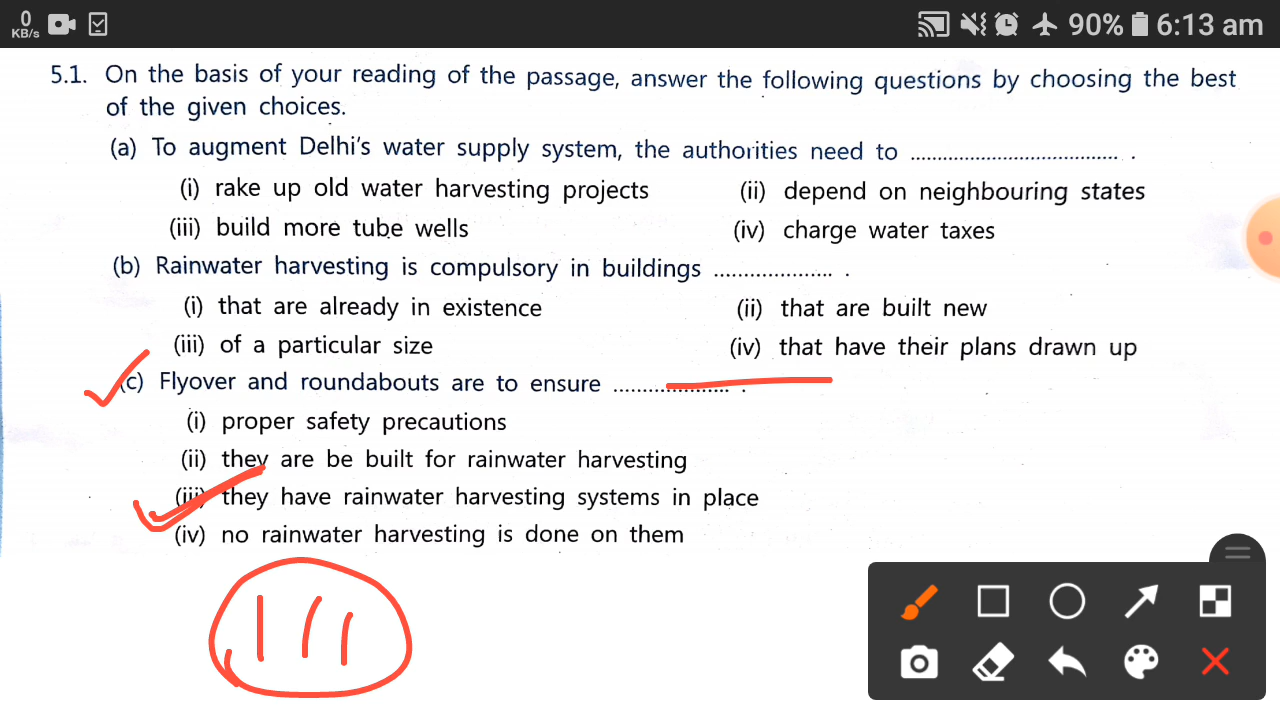 0
KB/s
90% 6:13 am
5.1. On the basis of your reading of the passage, answer the following questions by choosing the best
of the given choices.
(a) To augment Delhi's water supply system, the authorities need to ...................................... .
(i) rake up old water harvesting projects (ii) depend on neighbouring states
(iii) build more tube wells (iv) charge water taxes
(b) Rainwater harvesting is compulsory in buildings .................... .
(i) that are already in existence (ii) that are built new
(iii) of a particular size (iv) that have their plans drawn up
(c) Flyover and roundabouts are to ensure .................... .
(i) proper safety precautions
(ii) they are be built for rainwater harvesting
(iii) they have rainwater harvesting systems in place
(iv) no rainwater harvesting is done on them
III